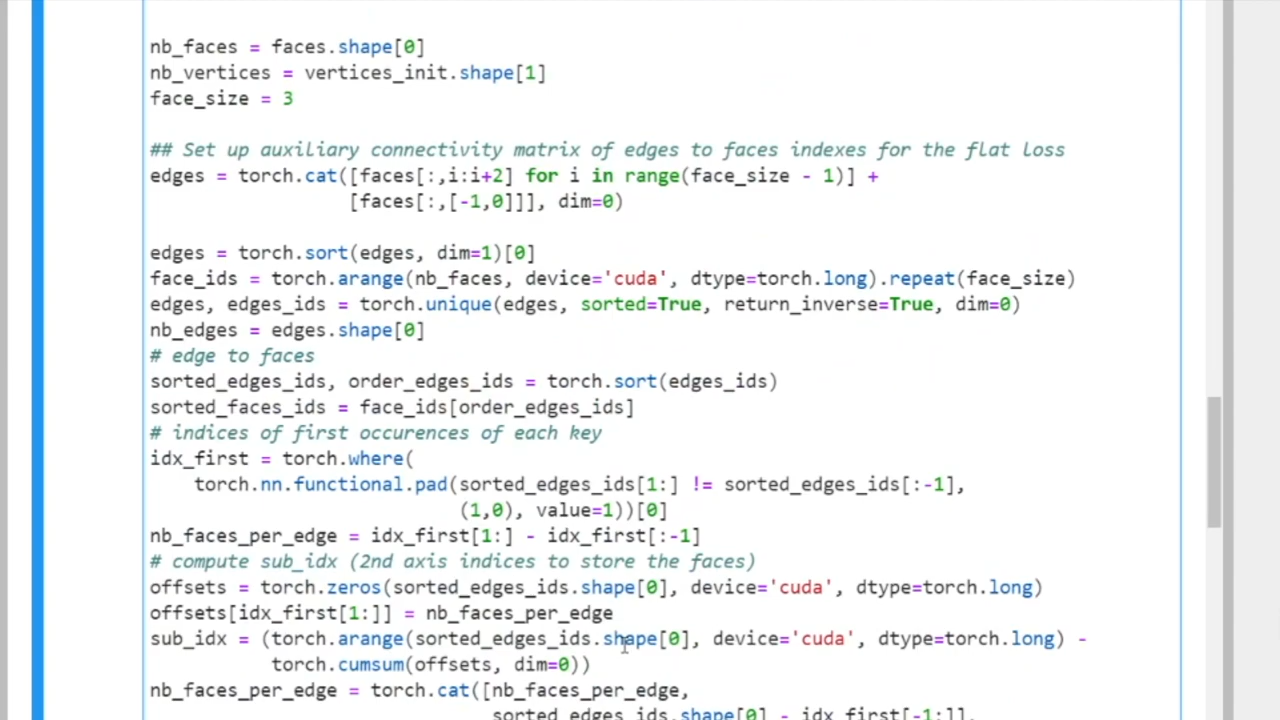 nb_faces = faces.shape[0]
nb_vertices = vertices_init.shape[1]
face_size = 3
## Set up auxiliary connectivity matrix of edges to faces indexes for the flat loss
edges = torch.cat([faces[:,i:i+2] for i in range(face_size - 1)] +
[faces[:,[-1,0]]], dim=0)
edges = torch.sort(edges, dim=1)[0]
face_ids = torch.arange(nb_faces, device='cuda', dtype=torch.long).repeat(face_size)
edges, edges_ids = torch.unique(edges, sorted=True, return_inverse=True, dim=0)
nb_edges = edges.shape[0]
# edge to faces
sorted_edges_ids, order_edges_ids = torch.sort(edges_ids)
sorted_faces_ids = face_ids[order_edges_ids]
# indices of first occurences of each key
idx_first = torch.where(
torch.nn.functional.pad(sorted_edges_ids[1:] != sorted_edges_ids[:-1],
(1,0), value=1))[0]
nb_faces_per_edge = idx_first[1:] - idx_first[:-1]
# compute sub_idx (2nd axis indices to store the faces)
offsets = torch.zeros(sorted_edges_ids.shape[0], device='cuda', dtype=torch.long)
offsets[idx_first[1:]] = nb_faces_per_edge
sub_idx = (torch.arange(sorted_edges_ids.shape[0], device='cuda', dtype=torch.long) -
torch.cumsum(offsets, dim=0))
nb_faces_per_edge = torch.cat([nb_faces_per_edge,
sorted_edges_ids.shape[0] - idx_first[-1:]],